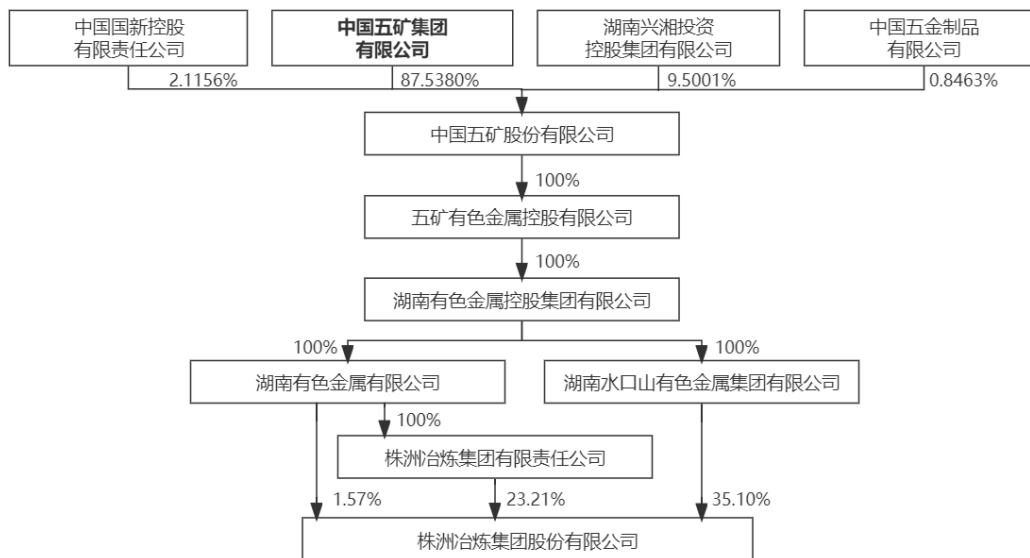 中国国新控股
有限责任公司
中国五矿集团
有限公司
湖南兴湘投资
控股集团有限公司
中国五金制品
有限公司
2.1156%
87.5380%
9.5001%
0.8463%
中国五矿股份有限公司
100%
五矿有色金属控股有限公司
100%
湖南有色金属控股集团有限公司
100%
100%
湖南有色金属有限公司
湖南水口山有色金属集团有限公司
100%
株洲冶炼集团有限责任公司
1.57%
23.21%
35.10%
株洲冶炼集团股份有限公司